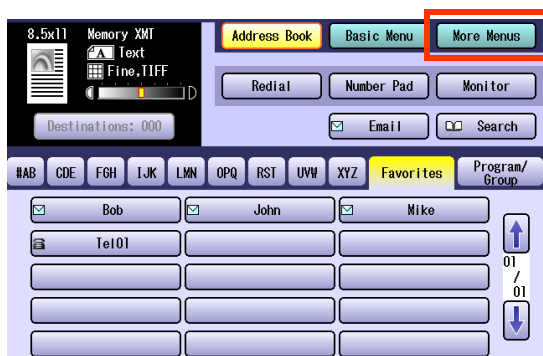 8.5x11 Memory XMT Address Book Basic Menu More Menus
A Text
Fine,TIFF
D Redial Number Pad Monitor
Destinations: 000 Email Search
#AB CDE FGH IJK LMN OPQ RST UVW XYZ Favorites Program/
Group
Bob John Mike
Tel01
01
/
01